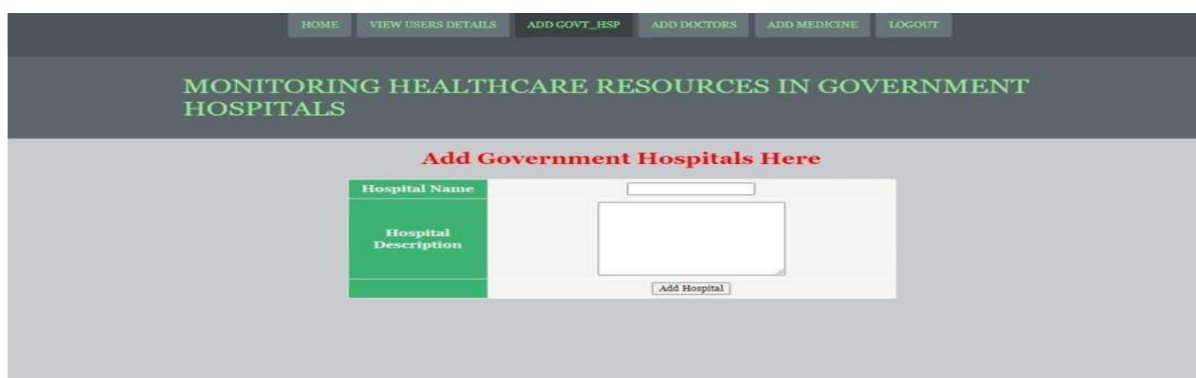 HOME VIEW USERS DETAILS ADD GOVT_HSP ADD DOCTORS ADD MEDICINE LOGOUT
MONITORING HEALTHCARE RESOURCES IN GOVERNMENT
HOSPITALS
Add Government Hospitals Here
Hospital Name
Hospital
Description
Add Hospital